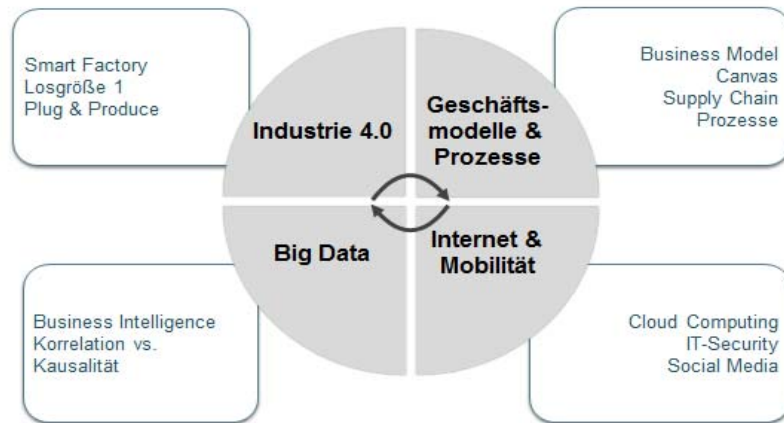 Smart Factory
Losgröße 1
Plug & Produce
Industrie 4.0
Geschäfts-
modelle &
Prozesse
Business Model
Canvas
Supply Chain
Prozesse
Business Intelligence
Korrelation vs.
Kausalität
Big Data
Internet &
Mobilität
Cloud Computing
IT-Security
Social Media